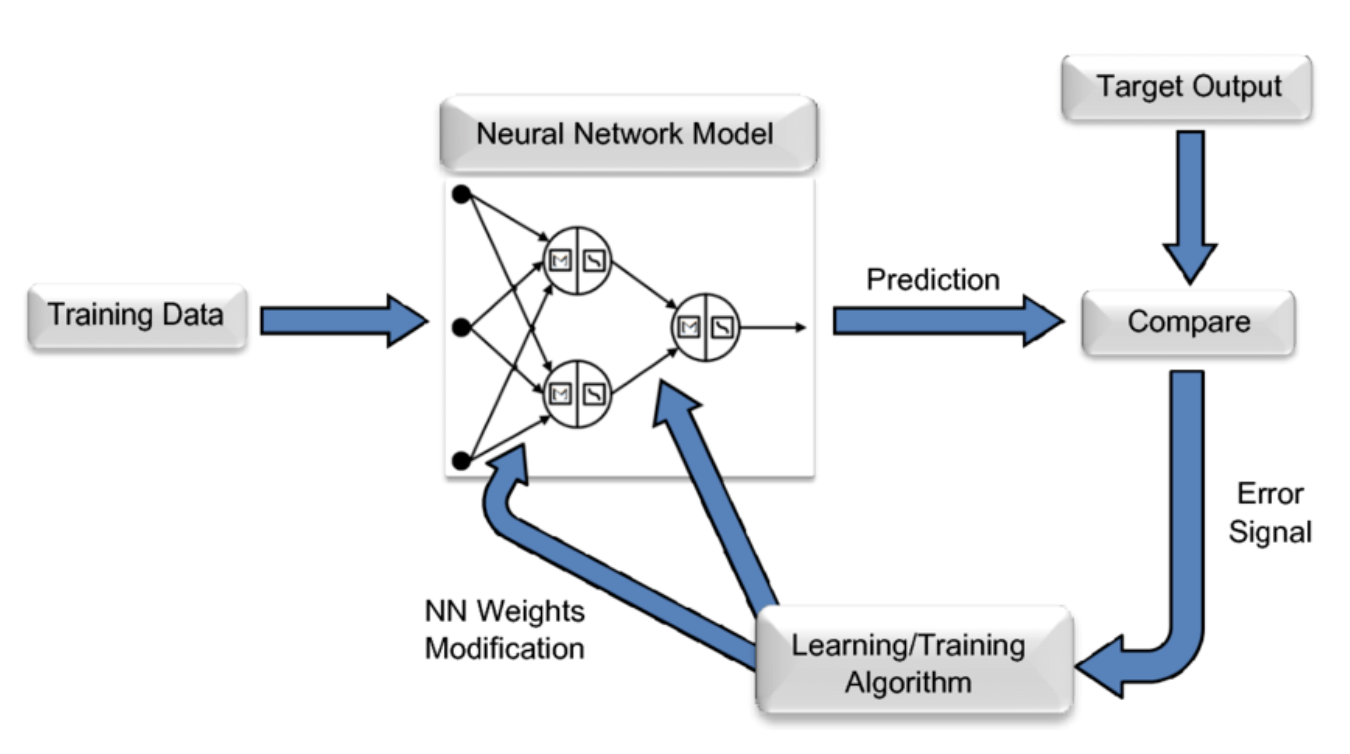 Target Output
Neural Network Model
Training Data
Prediction
Compare
Error
Signal
NN Weights
Modification
Learning/Training
Algorithm